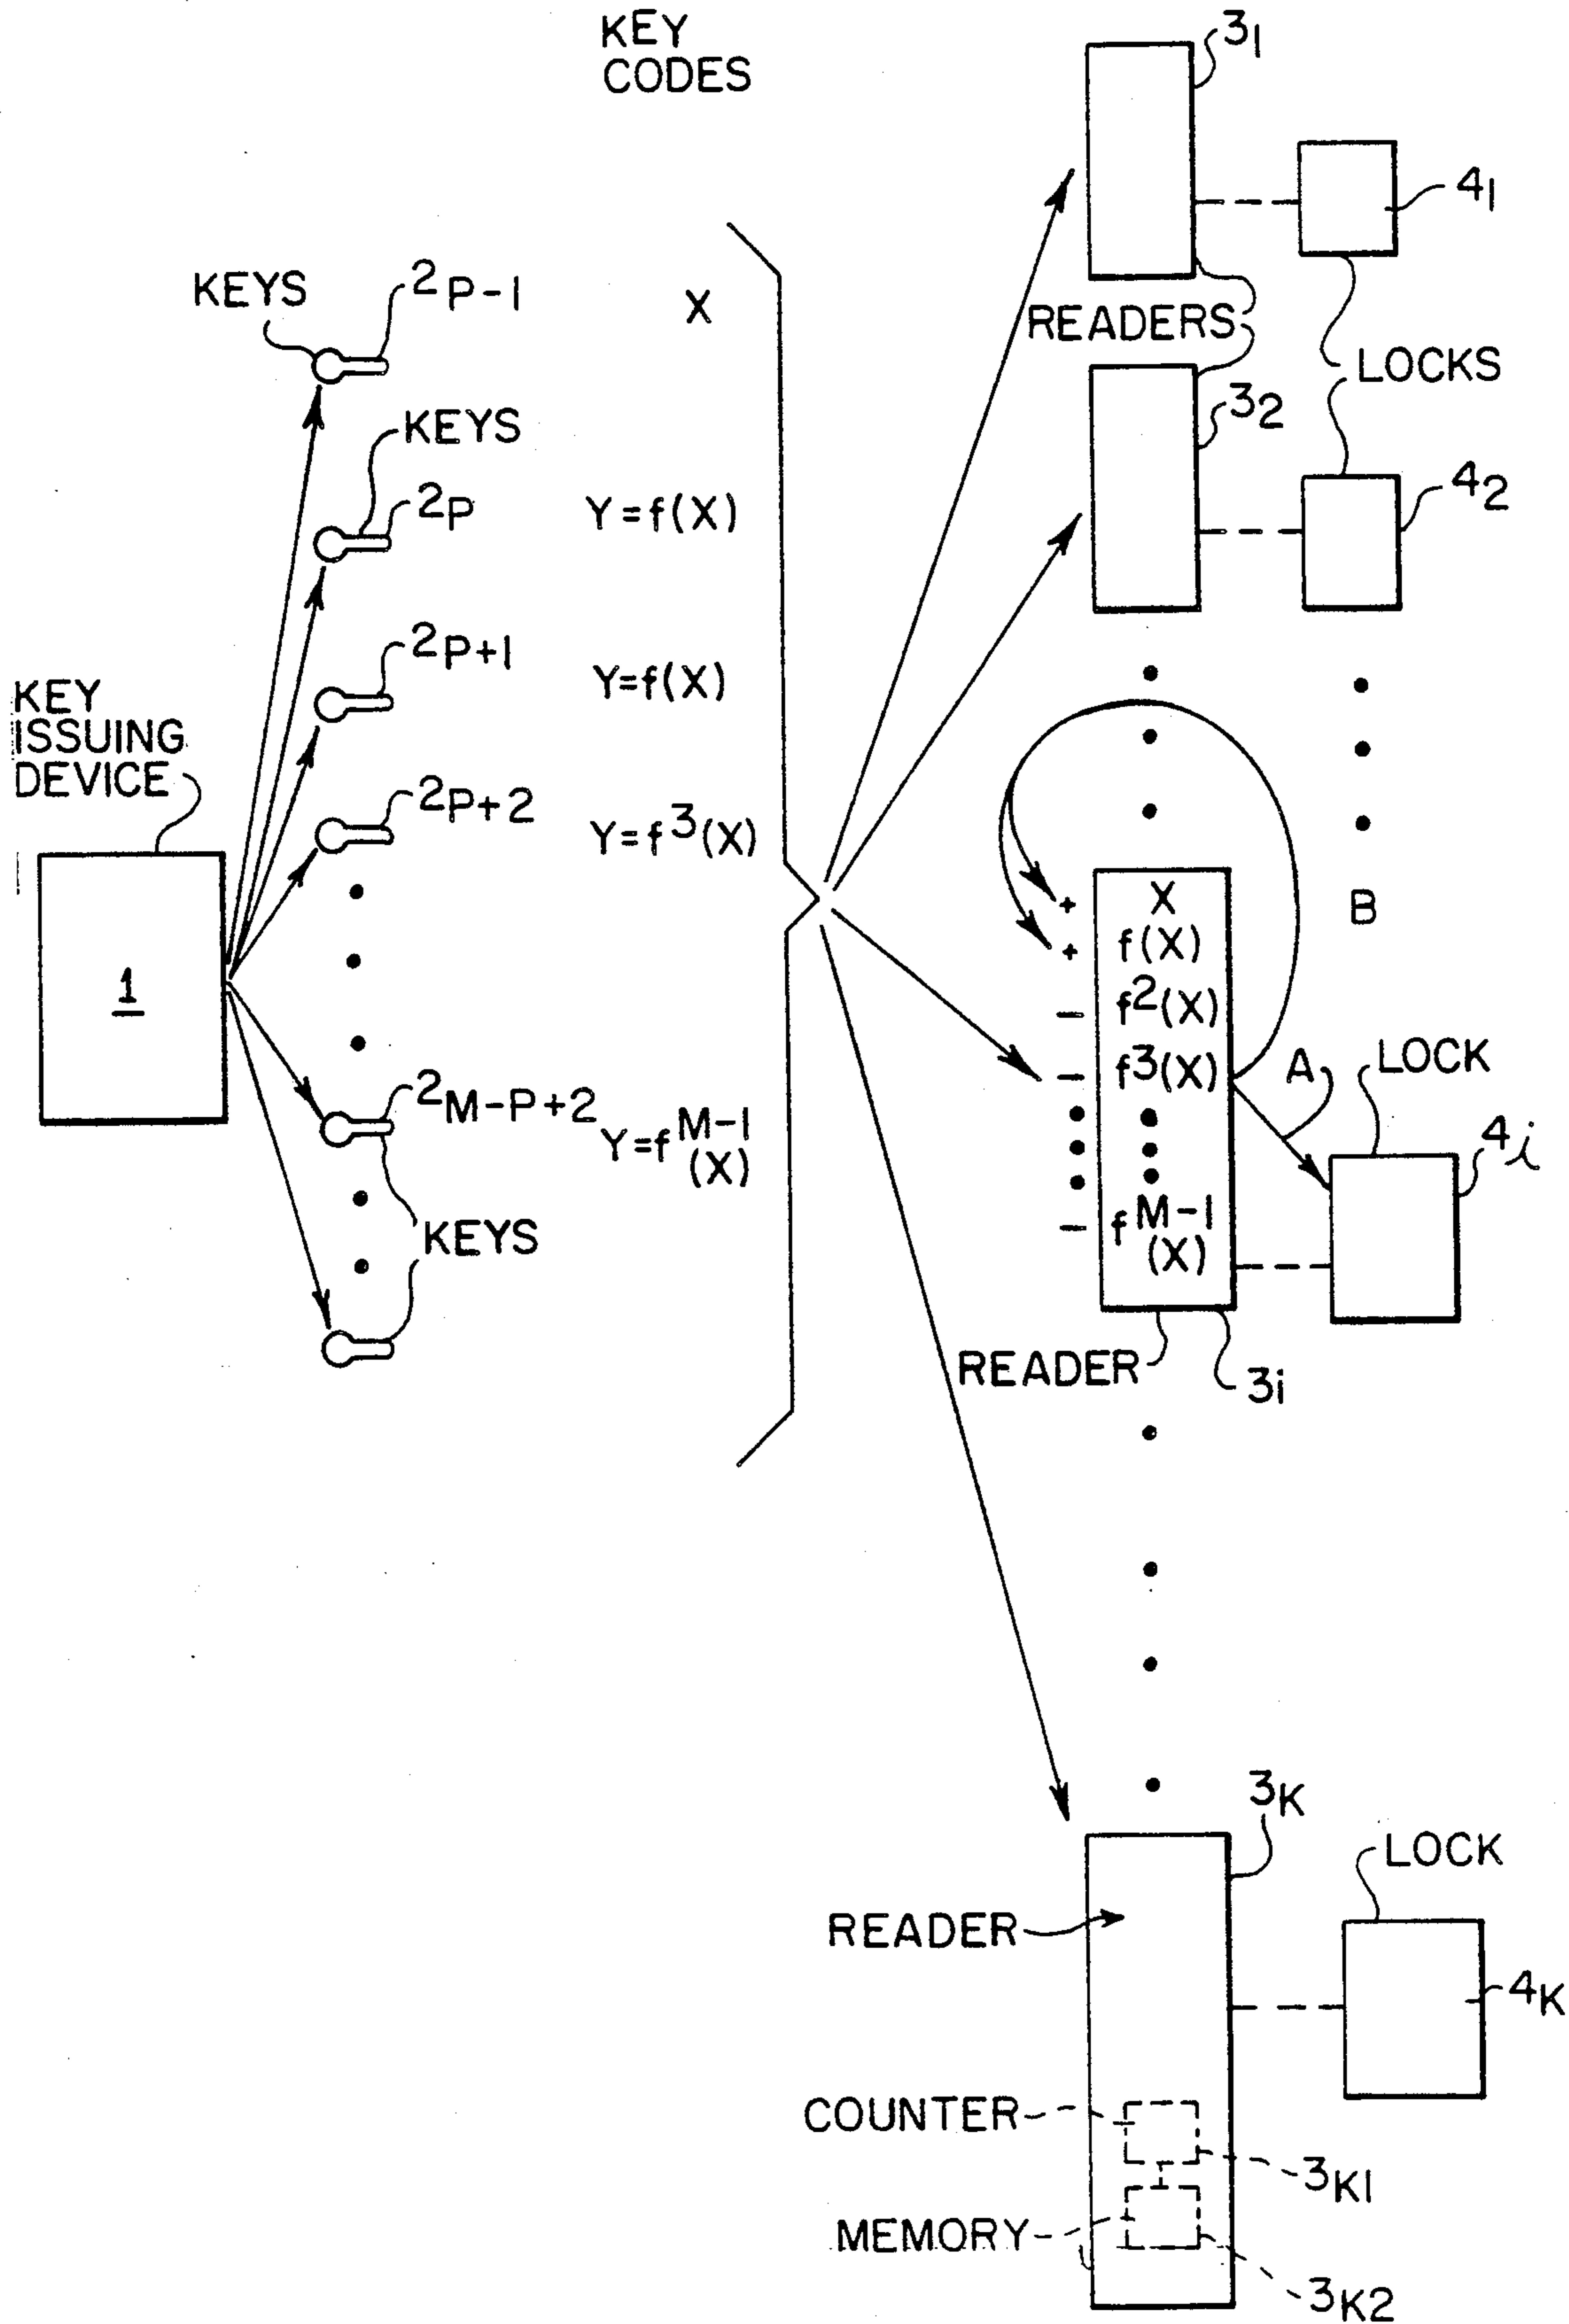 KEY
CODES
3₁
4₁
KEYS
2P-1
X
READERS
LOCKS
KEYS
3₂
2P
Y=f(X)
4₂
2P+1
Y=f(X)
KEY
ISSUING
DEVICE
2P+2
Y=f³(X)
1
X
B
+
+
f(X)
−
f²(X)
−
f³(X)
A
LOCK
2M-P+2
Y=f^M-1
(X)
4i
− f^M-1
(X)
KEYS
READER
3i
3K
LOCK
READER
4K
COUNTER
3K1
MEMORY
3K2